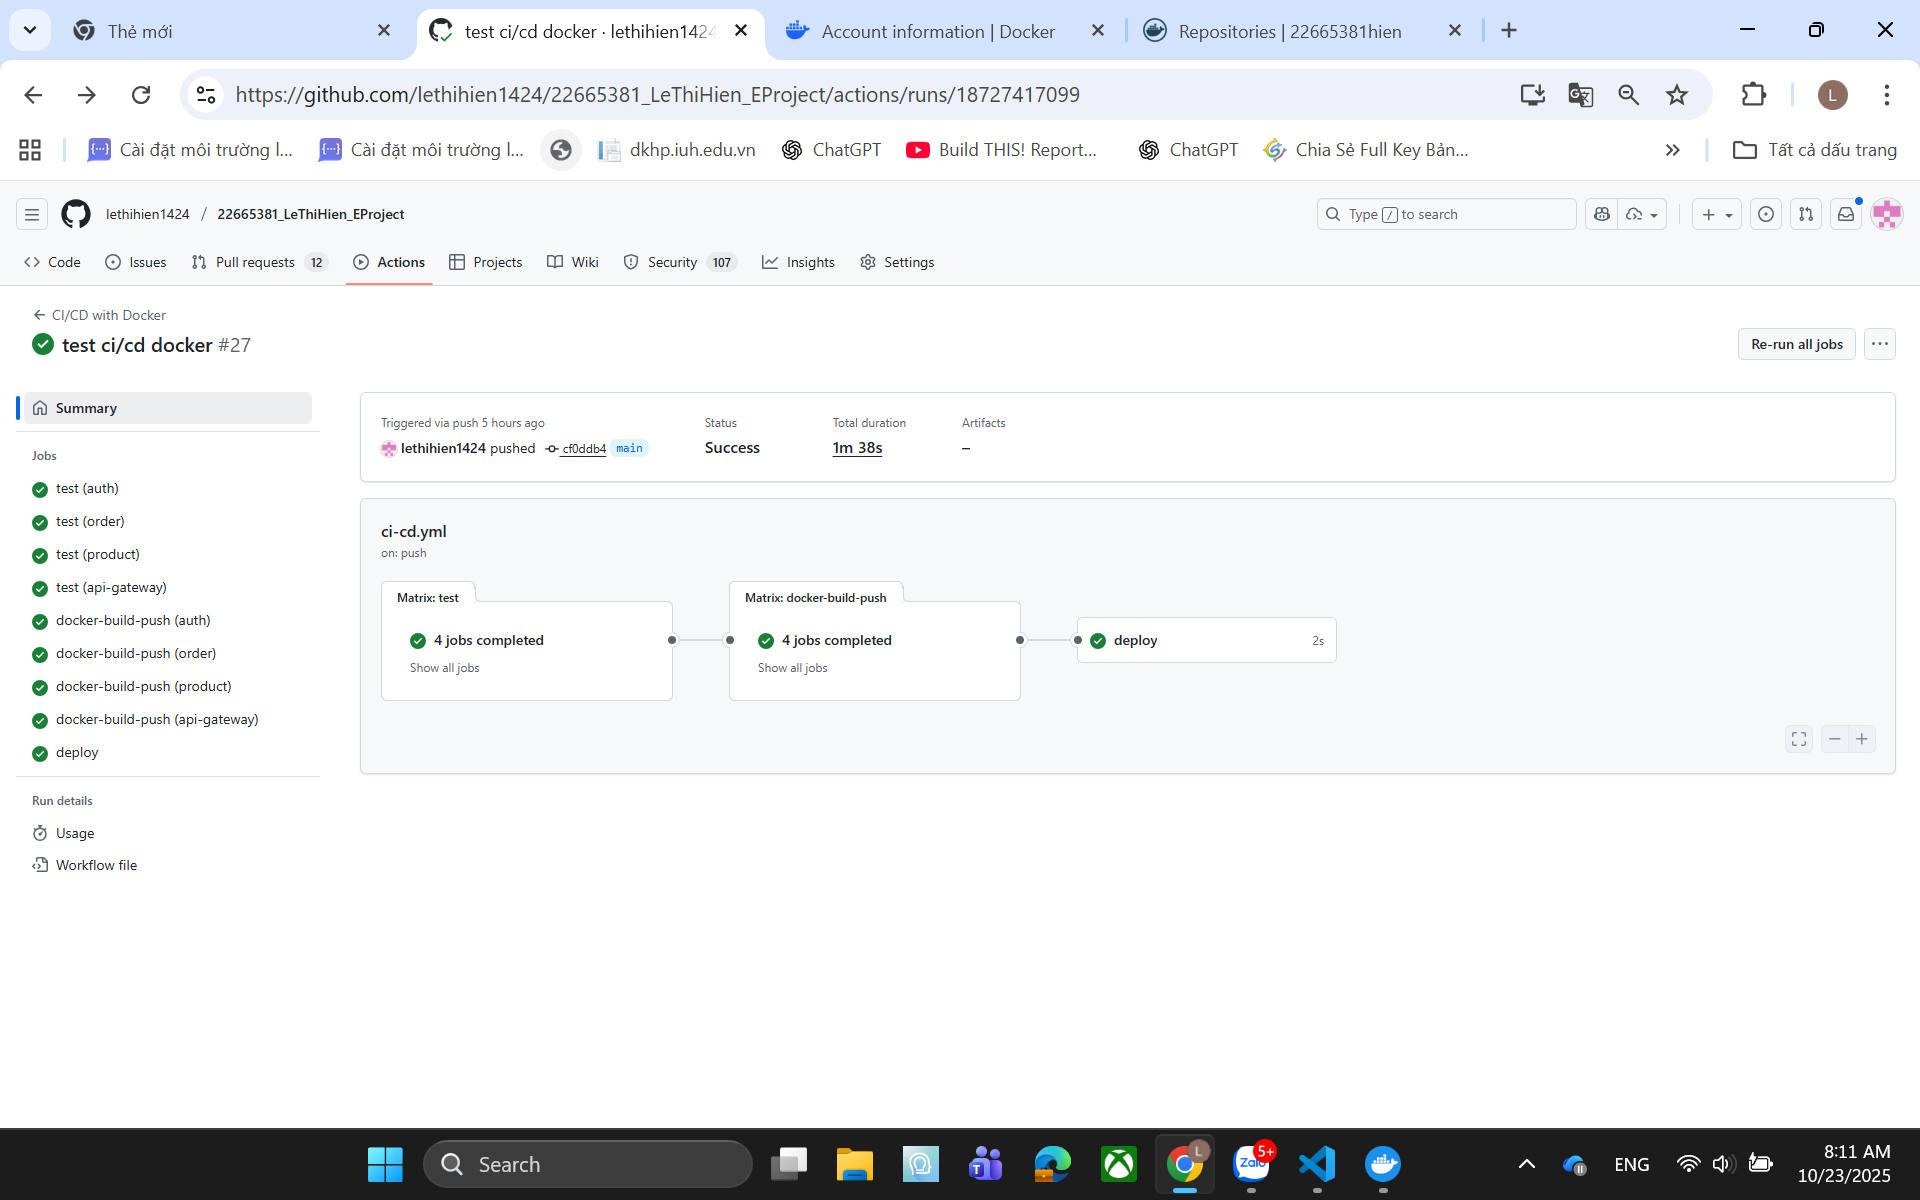 Thẻ mới
test ci/cd docker · lethihien1424
Account information | Docker
Repositories | 22665381hien
https://github.com/lethihien1424/22665381_LeThiHien_EProject/actions/runs/18727417099
L
Cài đặt môi trường l...
Cài đặt môi trường l...
dkhp.iuh.edu.vn
ChatGPT
Build THIS! Report...
ChatGPT
Chia Sẻ Full Key Bản...
Tất cả dấu trang
lethihien1424 / 22665381_LeThiHien_EProject
Type / to search
Code
Issues
Pull requests 12
Actions
Projects
Wiki
Security 107
Insights
Settings
CI/CD with Docker
test ci/cd docker #27
Re-run all jobs
Summary
Jobs
test (auth)
test (order)
test (product)
test (api-gateway)
docker-build-push (auth)
docker-build-push (order)
docker-build-push (product)
docker-build-push (api-gateway)
deploy
Run details
Usage
Workflow file
Triggered via push 5 hours ago
lethihien1424 pushed cf0ddb4 main
Status
Success
Total duration
1m 38s
Artifacts
–
ci-cd.yml
on: push
Matrix: test
4 jobs completed
Show all jobs
Matrix: docker-build-push
4 jobs completed
Show all jobs
deploy 2s
Search
L
Zalo
5+
ENG
8:11 AM
10/23/2025